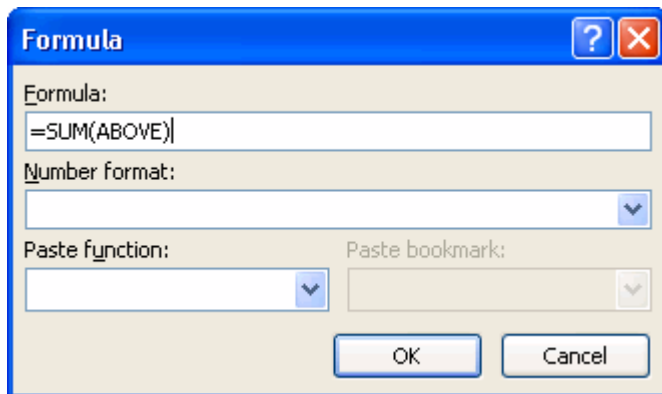 Formula
?
Formula:
=SUM(ABOVE)
Number format:
Paste function: Paste bookmark:
OK Cancel